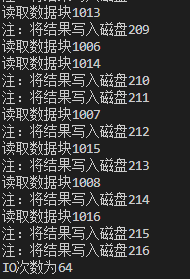 读取数据块1013
注：将结果写入磁盘209
读取数据块1006
读取数据块1014
注：将结果写入磁盘210
注：将结果写入磁盘211
读取数据块1007
注：将结果写入磁盘212
读取数据块1015
注：将结果写入磁盘213
读取数据块1008
注：将结果写入磁盘214
读取数据块1016
注：将结果写入磁盘215
注：将结果写入磁盘216
IO次数为64